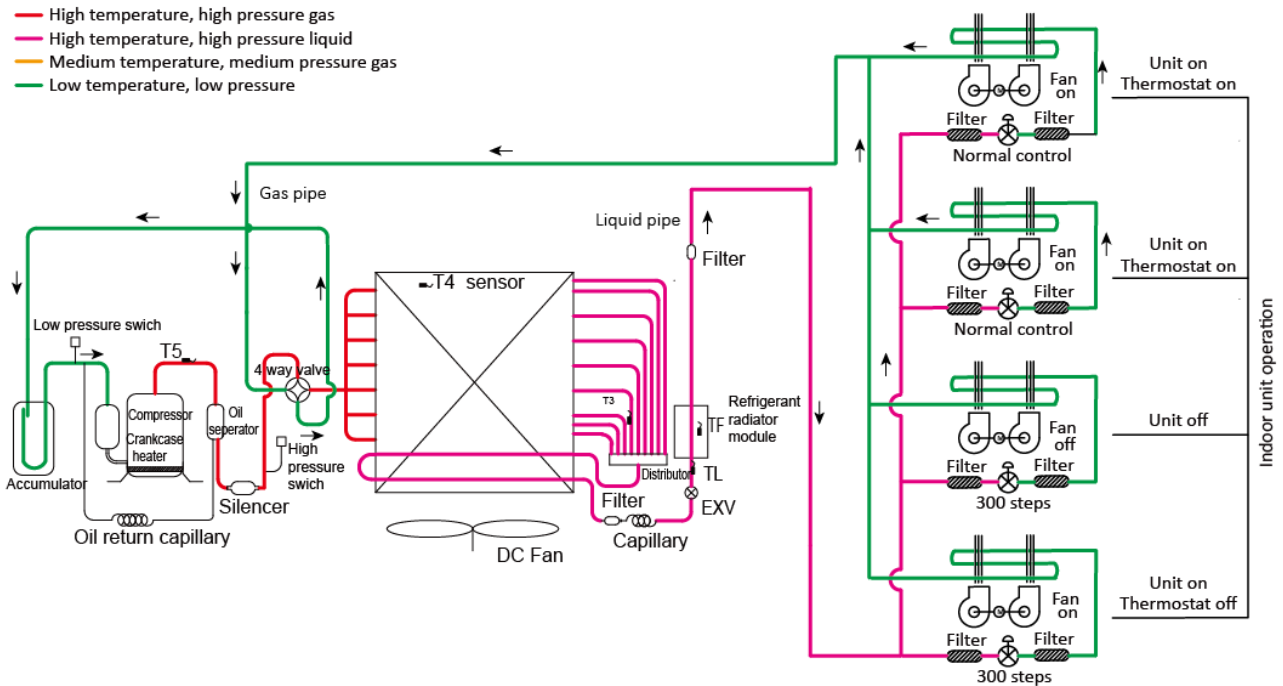 High temperature, high pressure gas
High temperature, high pressure liquid
Medium temperature, medium pressure gas
Low temperature, low pressure
Gas pipe
Low pressure swich
T5
4 way valve
Compressor
Crankcase
heater
Oil
seperator
Accumulator
Silencer
High
pressure
swich
Oil return capillary
T4 sensor
DC Fan
T3
Distributor
Filter
Capillary
Liquid pipe
Filter
Refrigerant
radiator
module
TF
TL
EXV
Fan
on
Filter
Filter
Normal control
Unit on
Thermostat on
Fan
on
Filter
Filter
Normal control
Unit on
Thermostat on
Fan
off
Filter
Filter
300 steps
Unit off
Fan
on
Filter
Filter
300 steps
Unit on
Thermostat off
Indoor unit operation